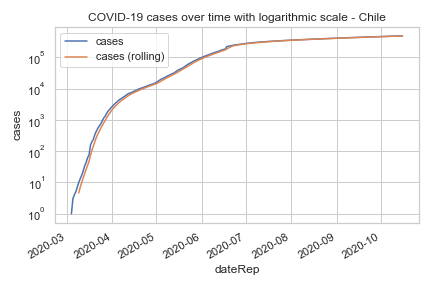 COVID-19 cases over time with logarithmic scale - Chile
cases
cases (rolling)
10⁵
10⁴
10³
10²
10¹
10⁰
cases
2020-03
2020-04
2020-05
2020-06
2020-07
2020-08
2020-09
2020-10
dateRep